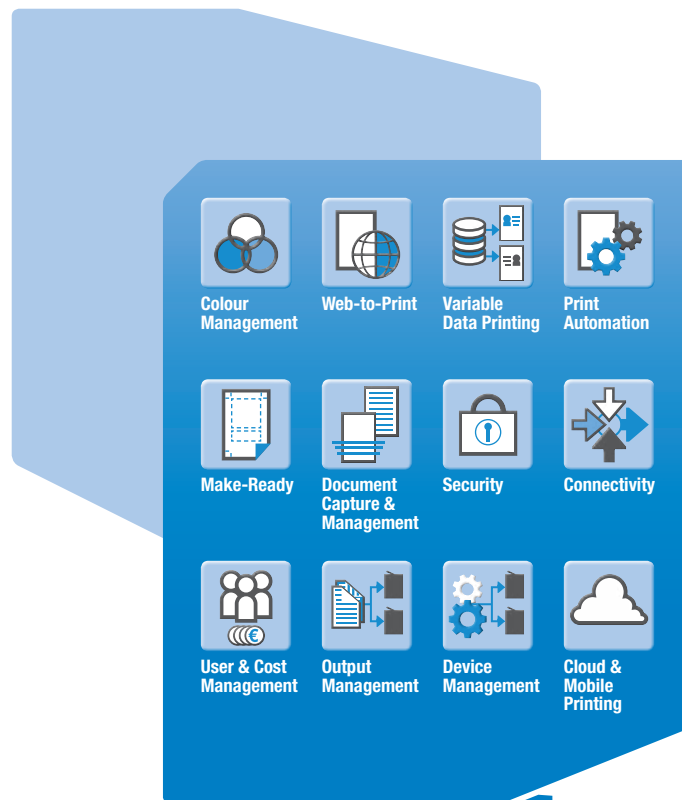 Colour
Management
Web-to-Print
Variable
Data Printing
Print
Automation
Make-Ready
Document
Capture &
Management
Security
Connectivity
User & Cost
Management
€
Output
Management
Device
Management
Cloud &
Mobile
Printing